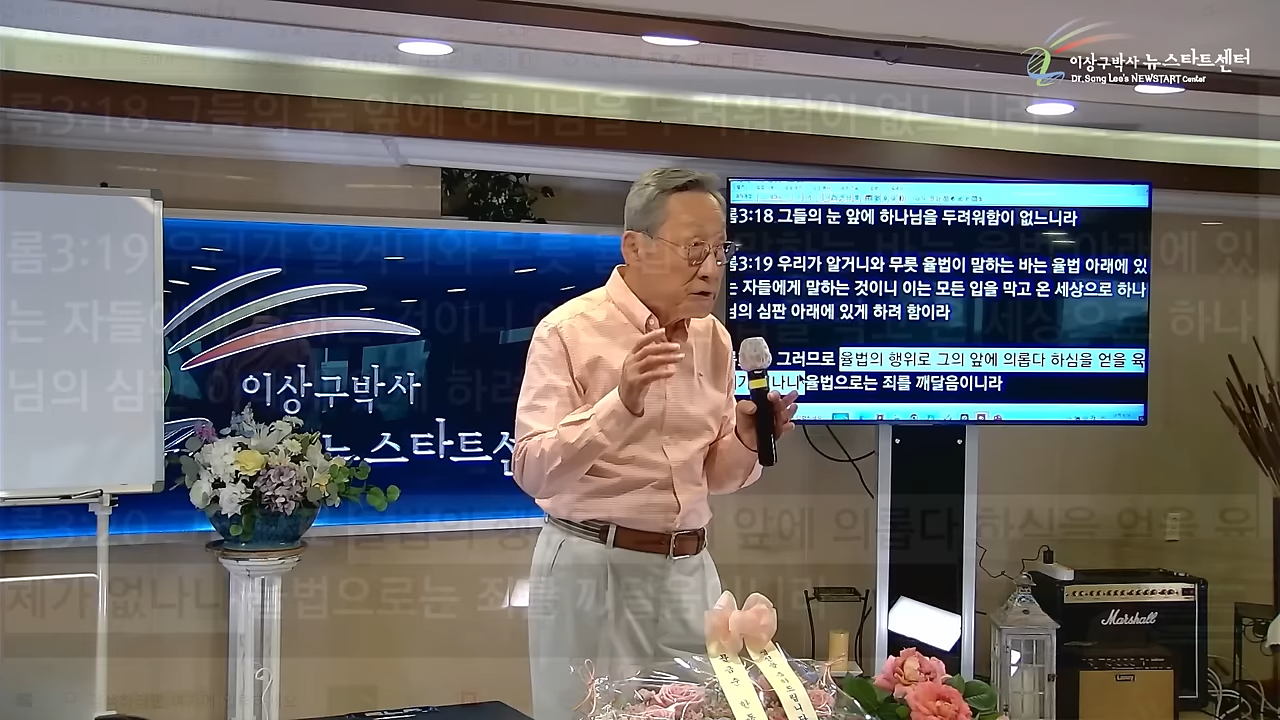 이상구박사 뉴스타트센터
Dr. Sang Lee's NEWSTART Center
롬3:18 그들의 눈 앞에 하나님을 두려워함이 없느니라
롬3:19 우리가 알거니와 무릇 율법이 말하는 바는 율법 아래에 있
는 자들에게 말하는 것이니 이는 모든 입을 막고 온 세상으로 하나
님의 심판 아래에 있게 하려 함이라
그러므로 율법의 행위로 그의 앞에 의롭다 하심을 얻을 육
나니 율법으로는 죄를 깨달음이니라
이상구박사
뉴스타트센
Marshall
Laney